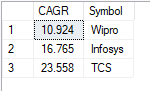 CAGR Symbol
1 10.924 Wipro
2 16.765 Infosys
3 23.558 TCS